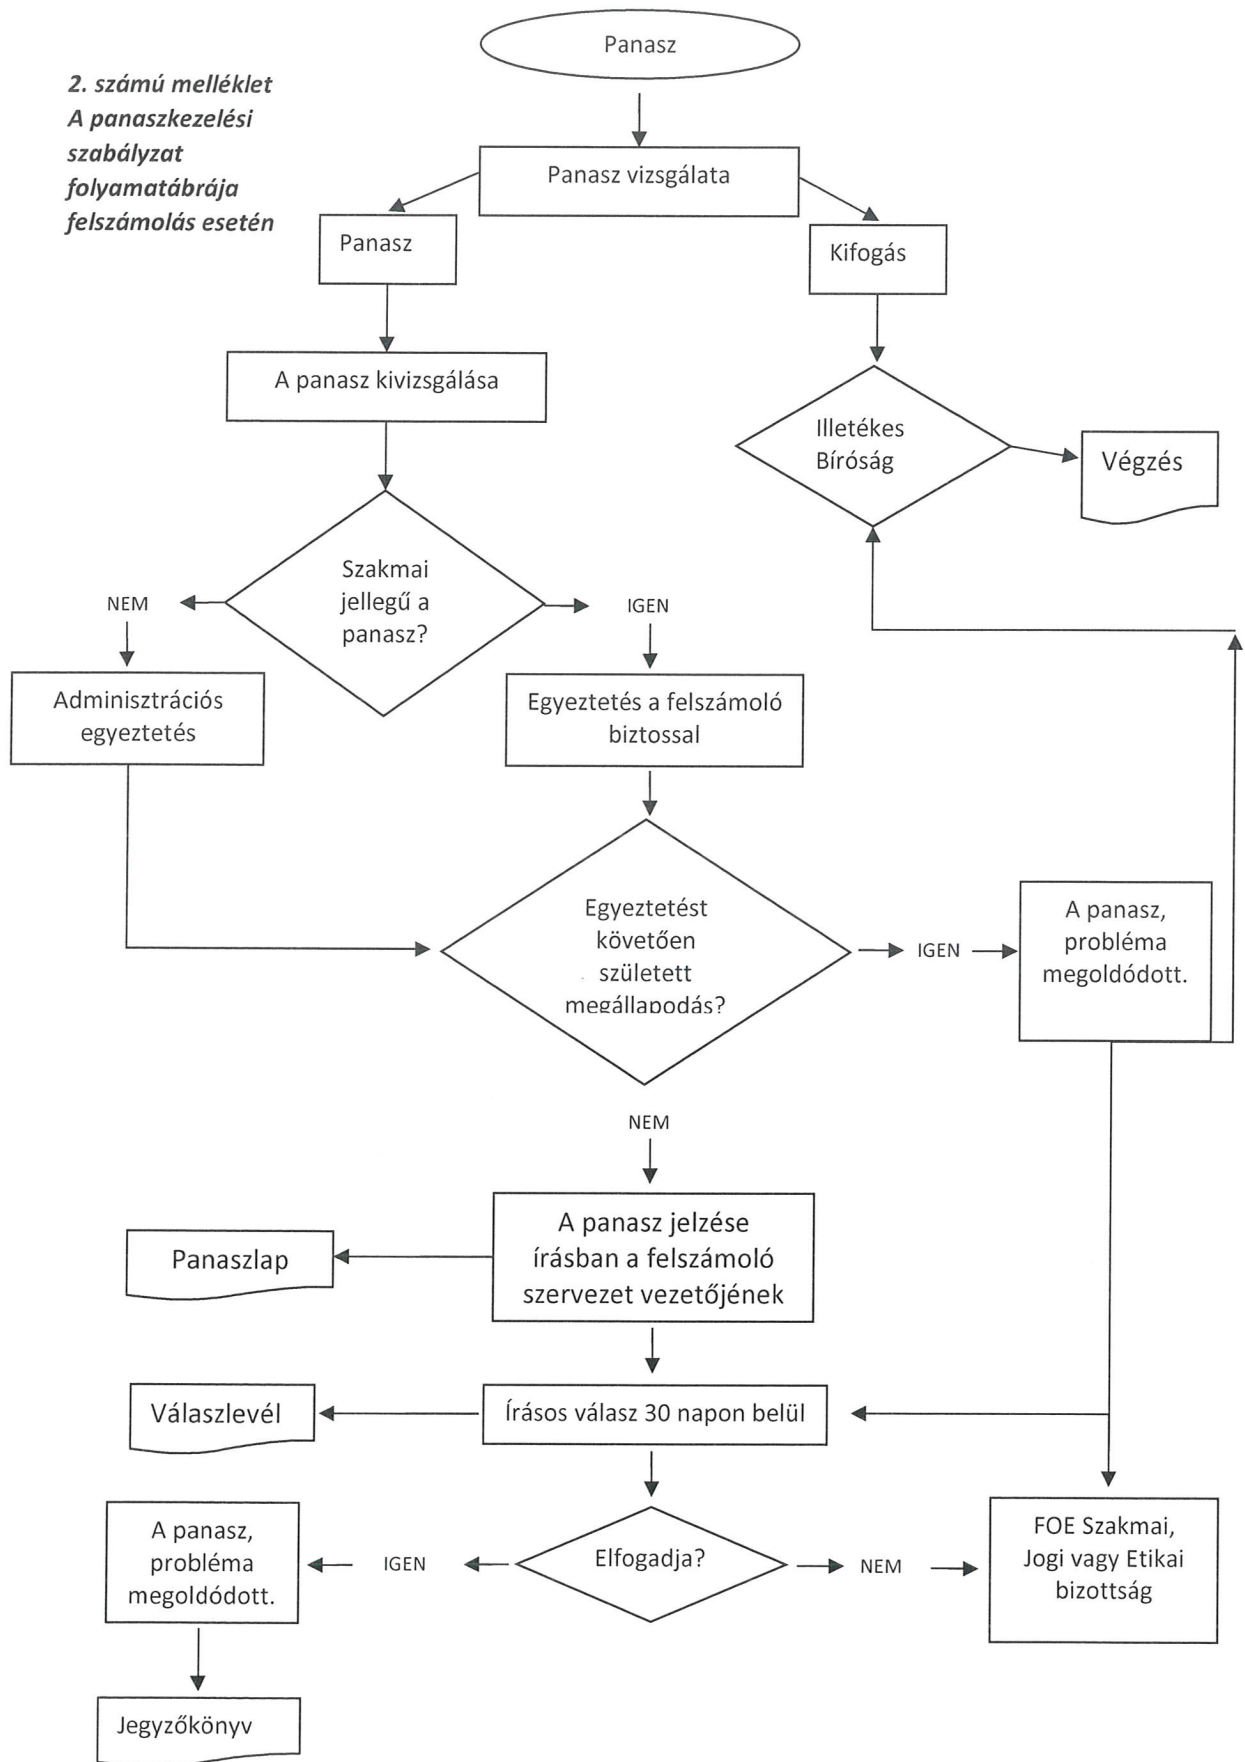 Panasz
2. számú melléklet
A panaszkezelési
szabályzat
folyamatábrája
felszámolás esetén
Panasz vizsgálata
Panasz
Kifogás
A panasz kivizsgálása
Illetékes
Bíróság
Végzés
Szakmai
jellegű a
panasz?
NEM
IGEN
Adminisztrációs
egyeztetés
Egyeztetés a felszámoló
biztossal
Egyeztetést
követően
született
megállapodás?
IGEN
A panasz,
probléma
megoldódott.
NEM
A panasz jelzése
írásban a felszámoló
szervezet vezetőjének
Panaszlap
Írásos válasz 30 napon belül
Válaszlevél
Elfogadja?
IGEN
NEM
A panasz,
probléma
megoldódott.
FOE Szakmai,
Jogi vagy Etikai
bizottság
Jegyzőkönyv